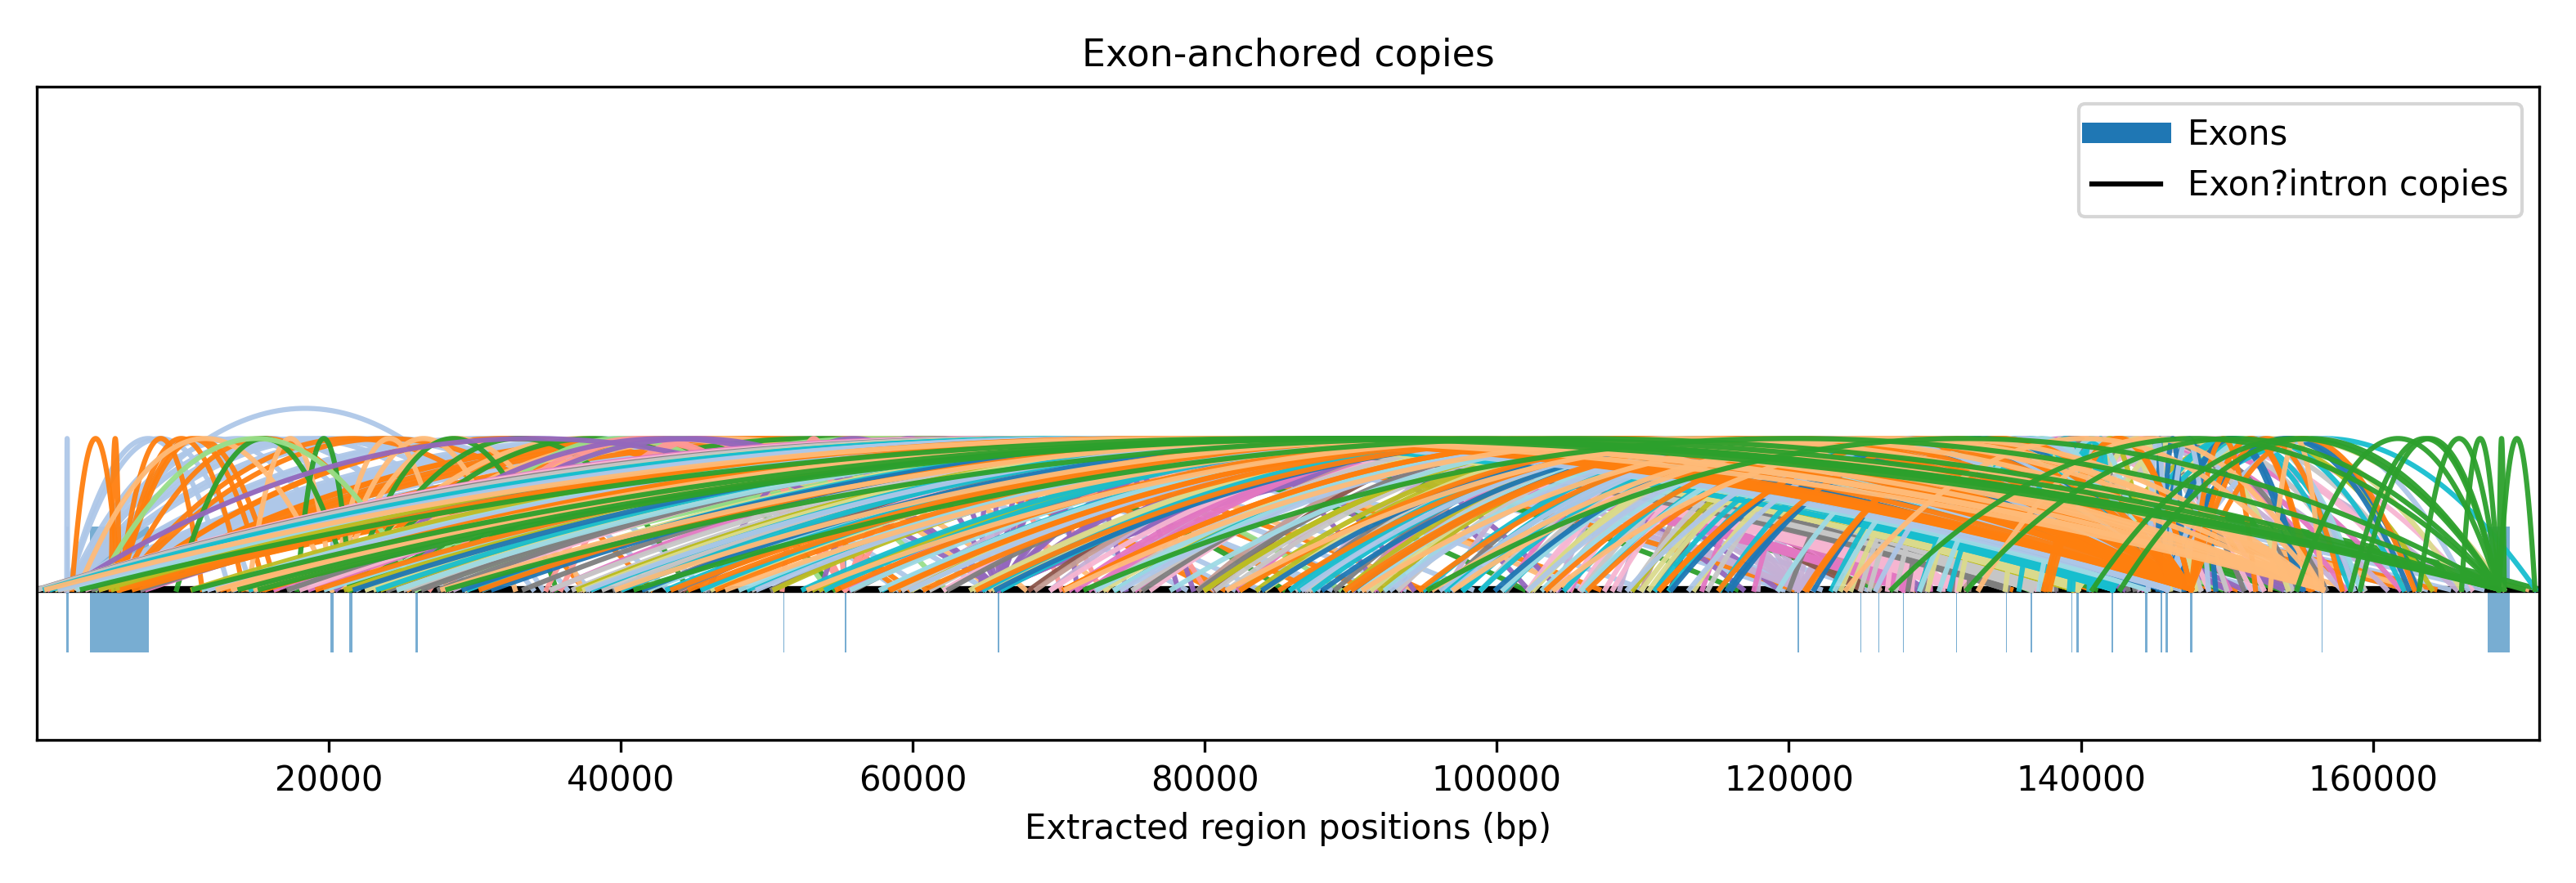 Exon-anchored copies
Exons
Exon?intron copies
20000 40000 60000 80000 100000 120000 140000 160000
Extracted region positions (bp)